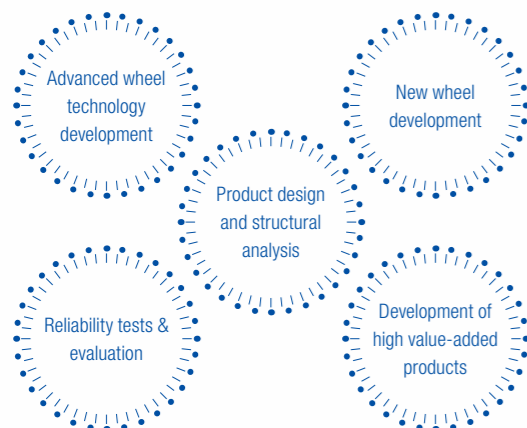 Advanced wheel
technology
development
New wheel
development
Product design
and structural
analysis
Reliability tests &
evaluation
Development of
high value-added
products